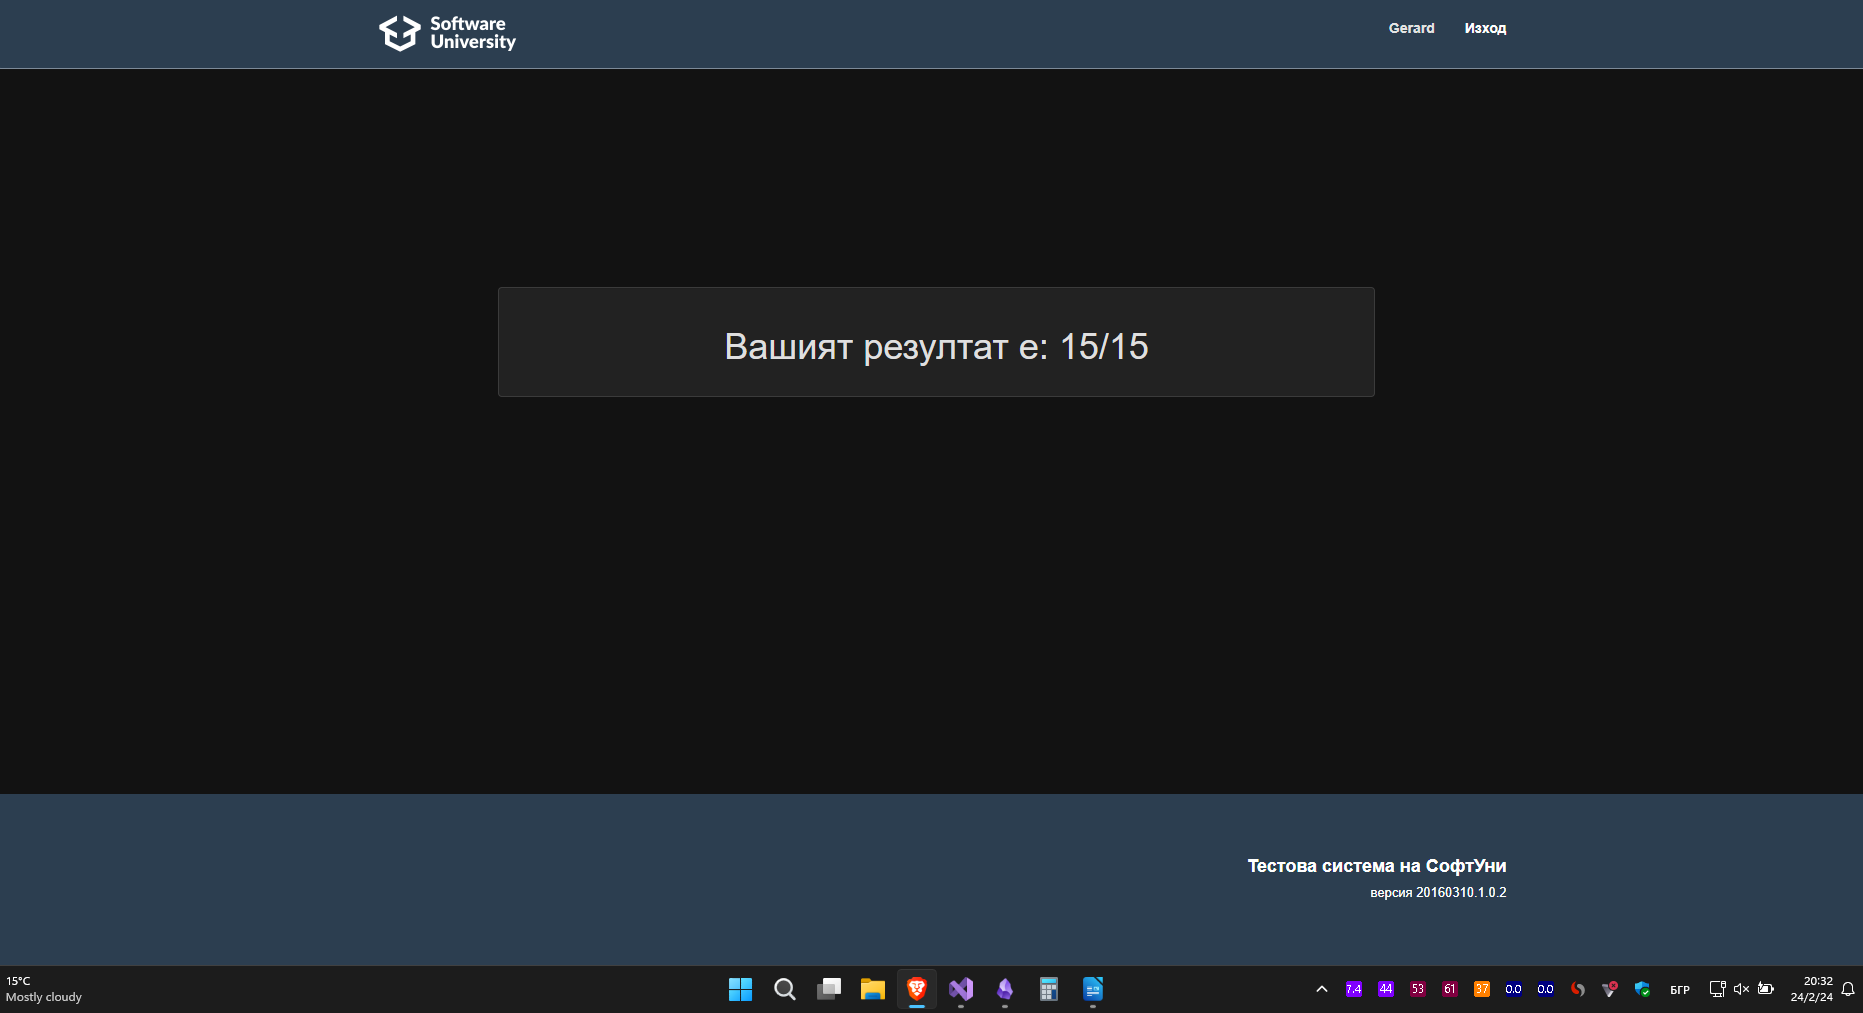 Software
University
Gerard
Изход
Вашият резултат е: 15/15
Тестова система на СофтУни
версия 20160310.1.0.2
15°C
Mostly cloudy
7.4 44 53 61 37 0.0 0.0
БГР
20:32
24/2/24